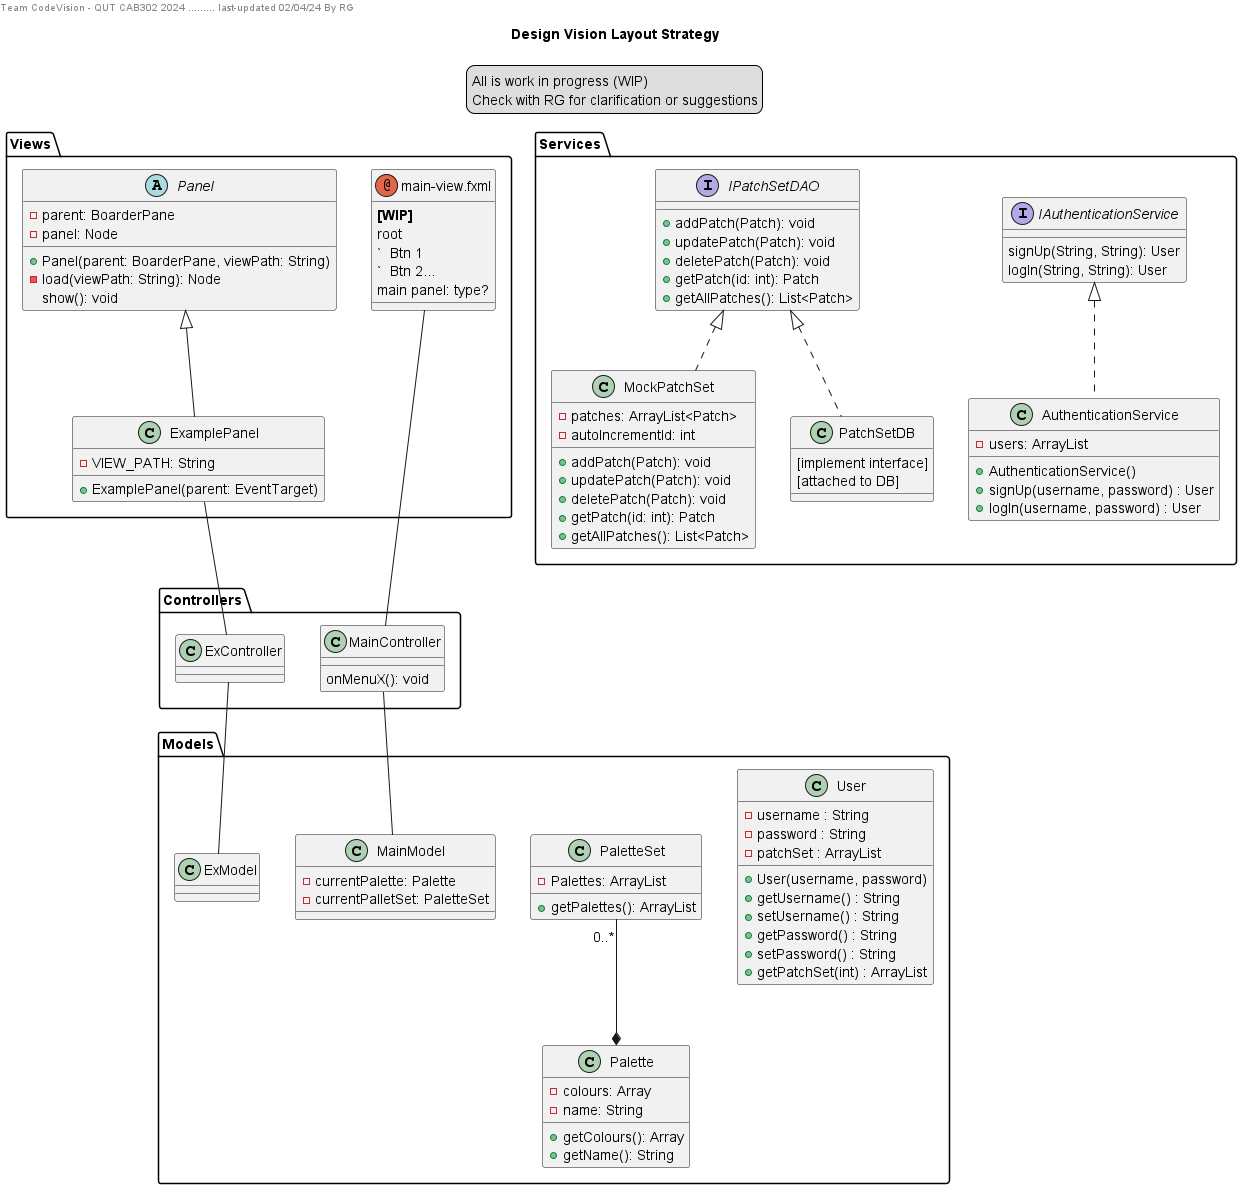 Team CodeVision - QUT CAB302 2024 ......... last-updated 02/04/24 By RG
Design Vision Layout Strategy
All is work in progress (WIP)
Check with RG for clarification or suggestions
Views
A Panel
parent: BoarderPane
panel: Node
Panel(parent: BoarderPane, viewPath: String)
load(viewPath: String): Node
show(): void
@ main-view.fxml
[WIP]
root
` Btn 1
` Btn 2...
main panel: type?
C ExamplePanel
VIEW_PATH: String
ExamplePanel(parent: EventTarget)
Services
I IPatchSetDAO
addPatch(Patch): void
updatePatch(Patch): void
deletePatch(Patch): void
getPatch(id: int): Patch
getAllPatches(): List<Patch>
I IAuthenticationService
signUp(String, String): User
logIn(String, String): User
C MockPatchSet
patches: ArrayList<Patch>
autoIncrementId: int
addPatch(Patch): void
updatePatch(Patch): void
deletePatch(Patch): void
getPatch(id: int): Patch
getAllPatches(): List<Patch>
C PatchSetDB
[implement interface]
[attached to DB]
C AuthenticationService
users: ArrayList
AuthenticationService()
signUp(username, password) : User
logIn(username, password) : User
Controllers
C ExController
C MainController
onMenuX(): void
Models
C ExModel
C MainModel
currentPalette: Palette
currentPalletSet: PaletteSet
C PaletteSet
Palettes: ArrayList
getPalettes(): ArrayList
0..*
C User
username : String
password : String
patchSet : ArrayList
User(username, password)
getUsername() : String
setUsername() : String
getPassword() : String
setPassword() : String
getPatchSet(int) : ArrayList
C Palette
colours: Array
name: String
getColours(): Array
getName(): String